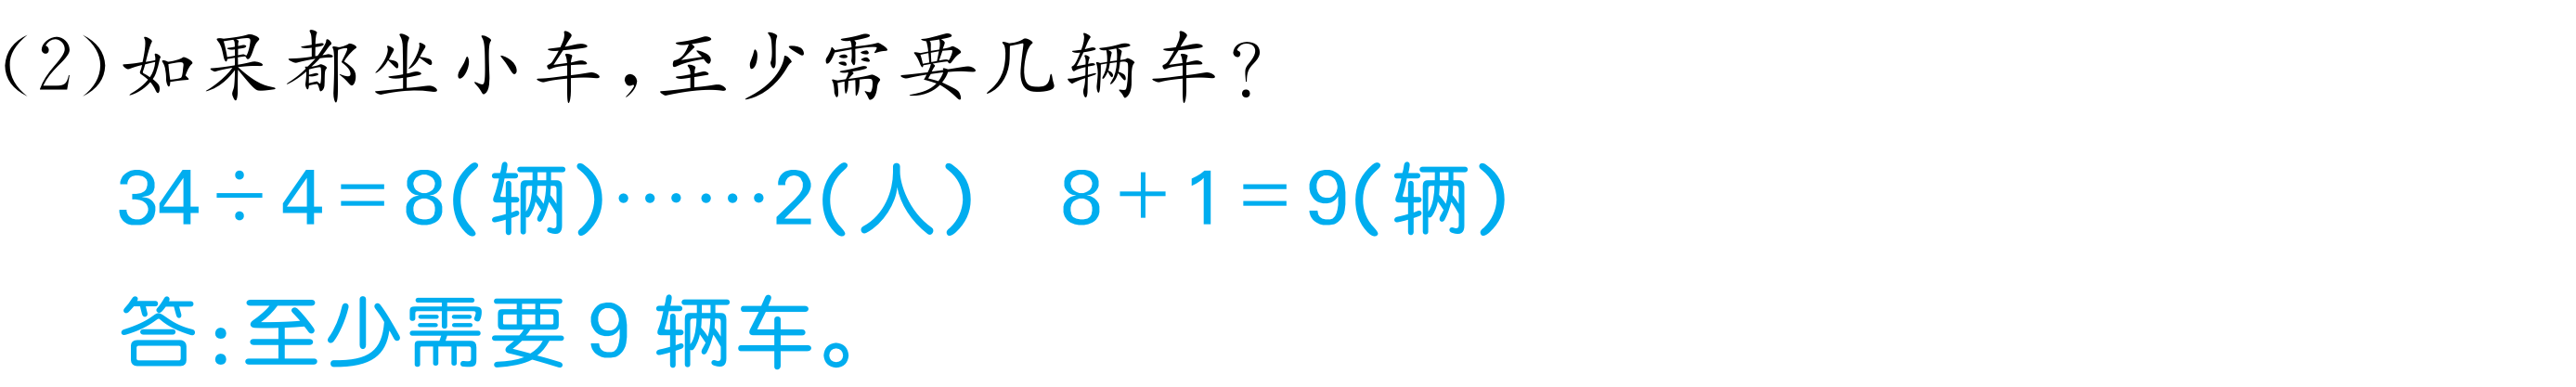 (2)如果都坐小车,至少需要几辆车?
34÷4=8(辆)……2(人) 8+1=9(辆)
答:至少需要 9 辆车。